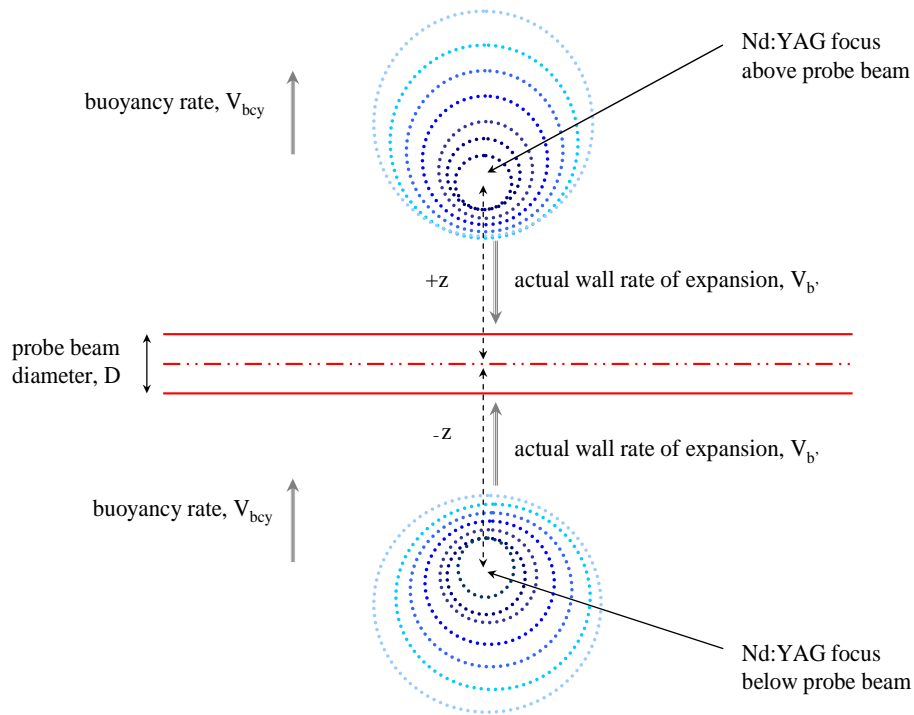 Nd:YAG focus
above probe beam
buoyancy rate, V_bcy
+z
actual wall rate of expansion, V_b'
probe beam
diameter, D
-z
actual wall rate of expansion, V_b'
buoyancy rate, V_bcy
Nd:YAG focus
below probe beam